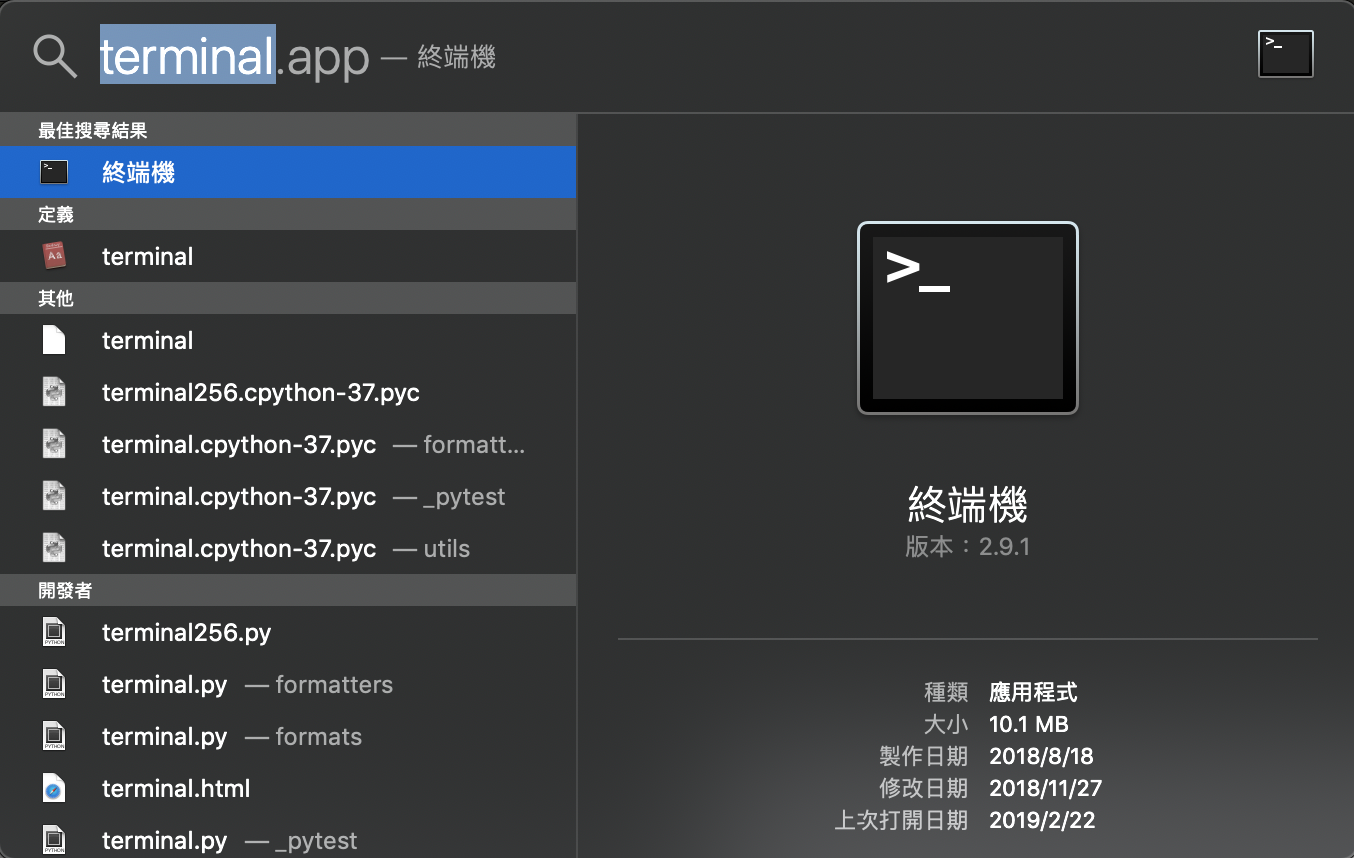 terminal.app — 終端機
最佳搜尋結果
終端機
定義
terminal
其他
terminal
terminal256.cpython-37.pyc
terminal.cpython-37.pyc — formatt...
terminal.cpython-37.pyc — _pytest
terminal.cpython-37.pyc — utils
開發者
terminal256.py
terminal.py — formatters
terminal.py — formats
terminal.html
terminal.py — _pytest
>_
終端機
版本：2.9.1
種類 應用程式
大小 10.1 MB
製作日期 2018/8/18
修改日期 2018/11/27
上次打開日期 2019/2/22